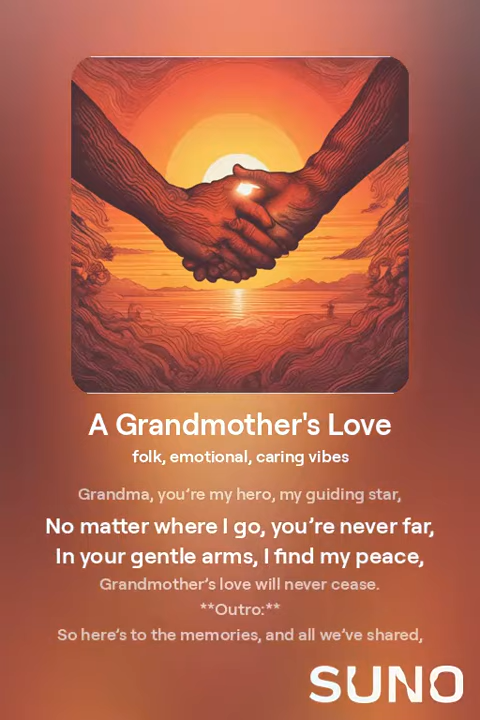 A Grandmother's Love
folk, emotional, caring vibes
Grandma, you’re my hero, my guiding star,
No matter where I go, you’re never far,
In your gentle arms, I find my peace,
Grandmother’s love will never cease.
**Outro:**
So here’s to the memories, and all we’ve shared,
SUNO